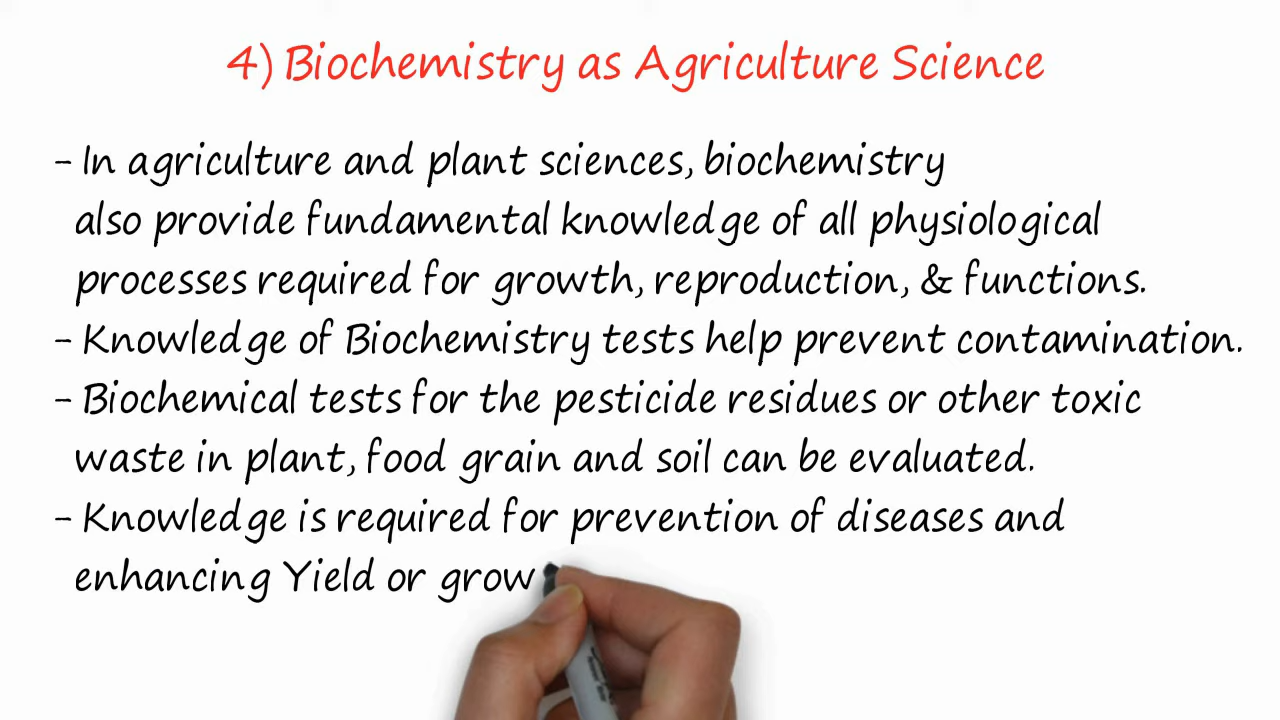 4) Biochemistry as Agriculture Science
- In agriculture and plant sciences, biochemistry
also provide fundamental knowledge of all physiological
processes required for growth, reproduction, & functions.
- Knowledge of Biochemistry tests help prevent contamination.
- Biochemical tests for the pesticide residues or other toxic
waste in plant, food grain and soil can be evaluated.
- Knowledge is required for prevention of diseases and
enhancing Yield or grow